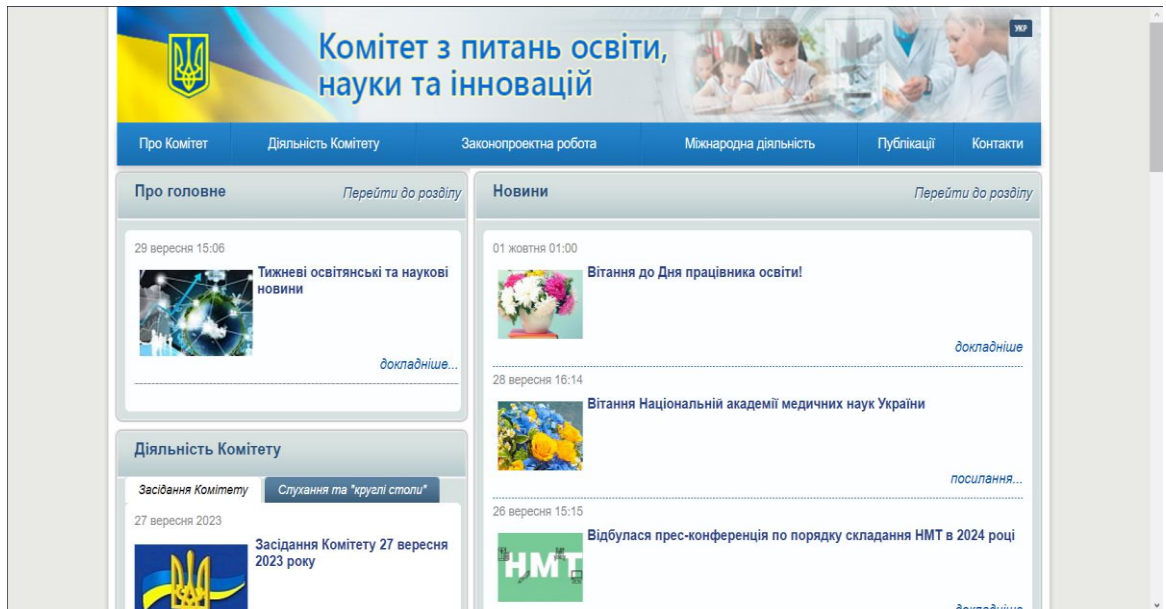 Комітет з питань освіти,
науки та інновацій
УКР
Про Комітет
Діяльність Комітету
Законопроектна робота
Міжнародна діяльність
Публікації
Контакти
Про головне
Перейти до розділу
29 вересня 15:06
Тижневі освітянські та наукові
новини
докладніше...
Діяльність Комітету
Засідання Комітету
Слухання та "круглі столи"
27 вересня 2023
Засідання Комітету 27 вересня
2023 року
Новини
Перейти до розділу
01 жовтня 01:00
Вітання до Дня працівника освіти!
докладніше
28 вересня 16:14
Вітання Національній академії медичних наук України
посилання...
26 вересня 15:15
Відбулася прес-конференція по порядку складання НМТ в 2024 році
НМТ
докладніше